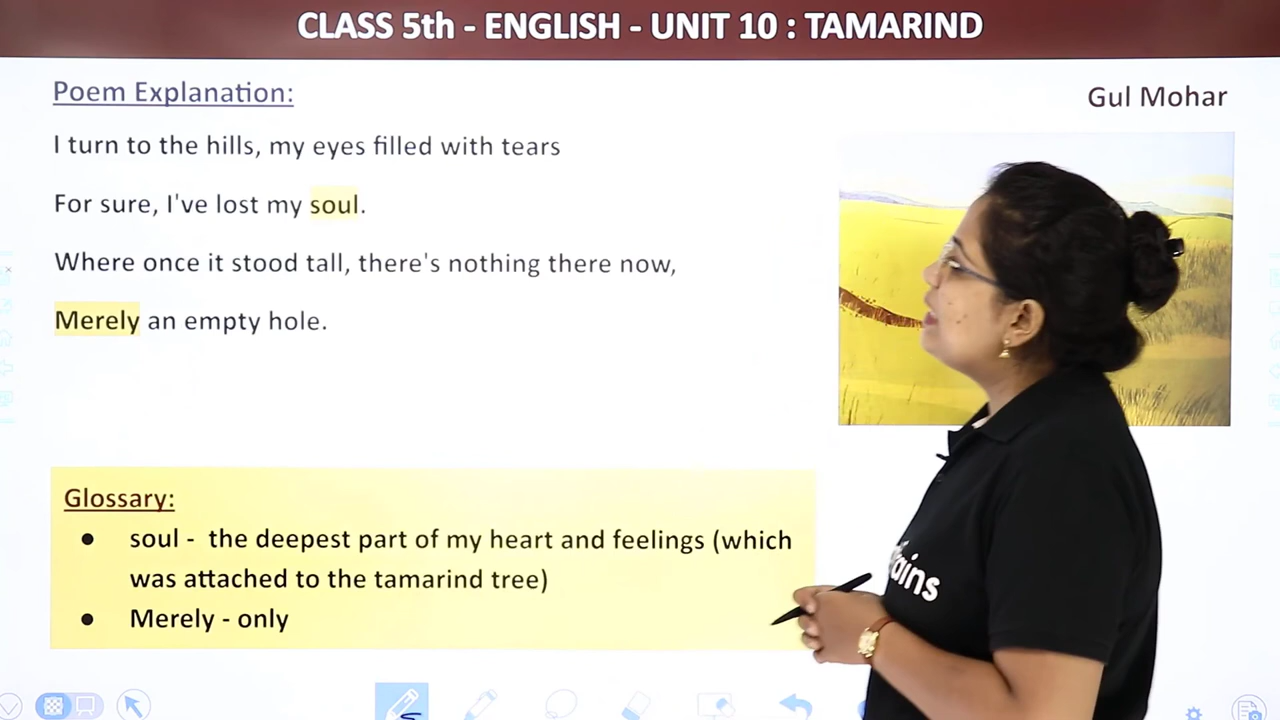 CLASS 5th - ENGLISH - UNIT 10 : TAMARIND
Poem Explanation:
Gul Mohar
I turn to the hills, my eyes filled with tears
For sure, I've lost my soul.
Where once it stood tall, there's nothing there now,
Merely an empty hole.
Glossary:
● soul - the deepest part of my heart and feelings (which
was attached to the tamarind tree)
● Merely - only
ains